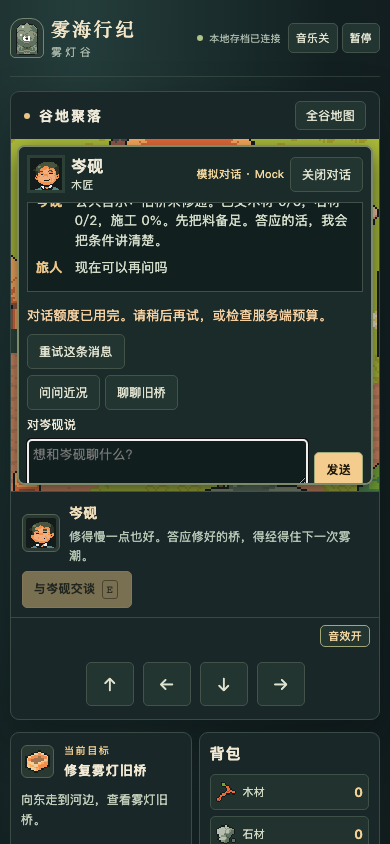 雾海行纪
雾灯谷
本地存档已连接
音乐关
暂停
谷地聚落
全谷地图
岑砚
木匠
模拟对话 · Mock
关闭对话
0/2，施工 0%。先把料备足。答应的活，我会
把条件讲清楚。
旅人 现在可以再问吗
对话额度已用完。请稍后再试，或检查服务端预算。
重试这条消息
问问近况
聊聊旧桥
对岑砚说
想和岑砚聊什么？
发送
岑砚
修得慢一点也好。答应修好的桥，得经得住下一次雾
潮。
与岑砚交谈 E
音效开
↑ ← ↓ →
当前目标
修复雾灯旧桥
向东走到河边，查看雾灯旧
桥。
背包
木材 0
石材 0